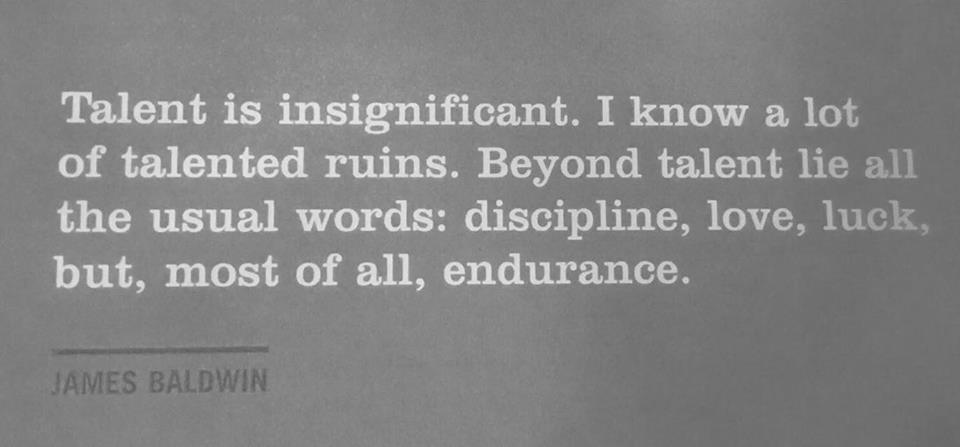 Talent is insignificant. I know a lot
of talented ruins. Beyond talent lie all
the usual words: discipline, love, luck,
but, most of all, endurance.
JAMES BALDWIN